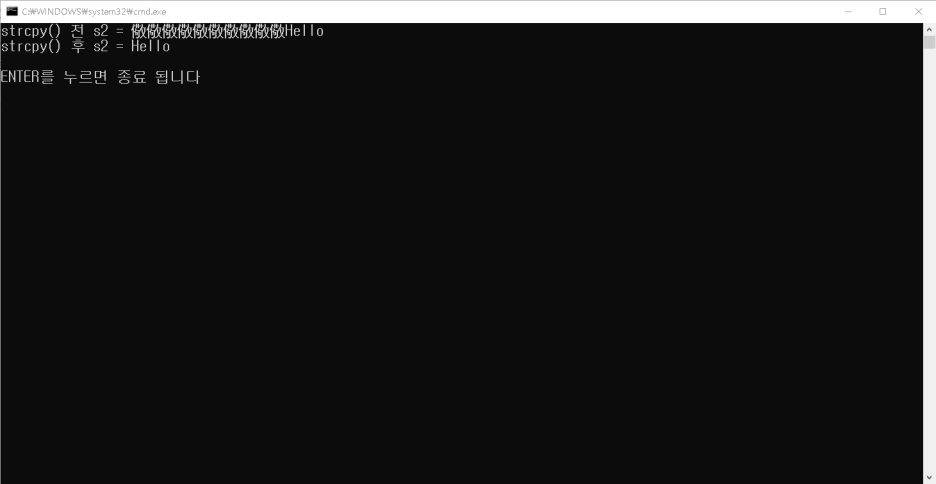 C:₩WINDOWS₩system32₩cmd.exe
strcpy() 전 s2 = 儆儆儆儆儆儆儆儆儆儆Hello
strcpy() 후 s2 = Hello
ENTER를 누르면 종료 됩니다